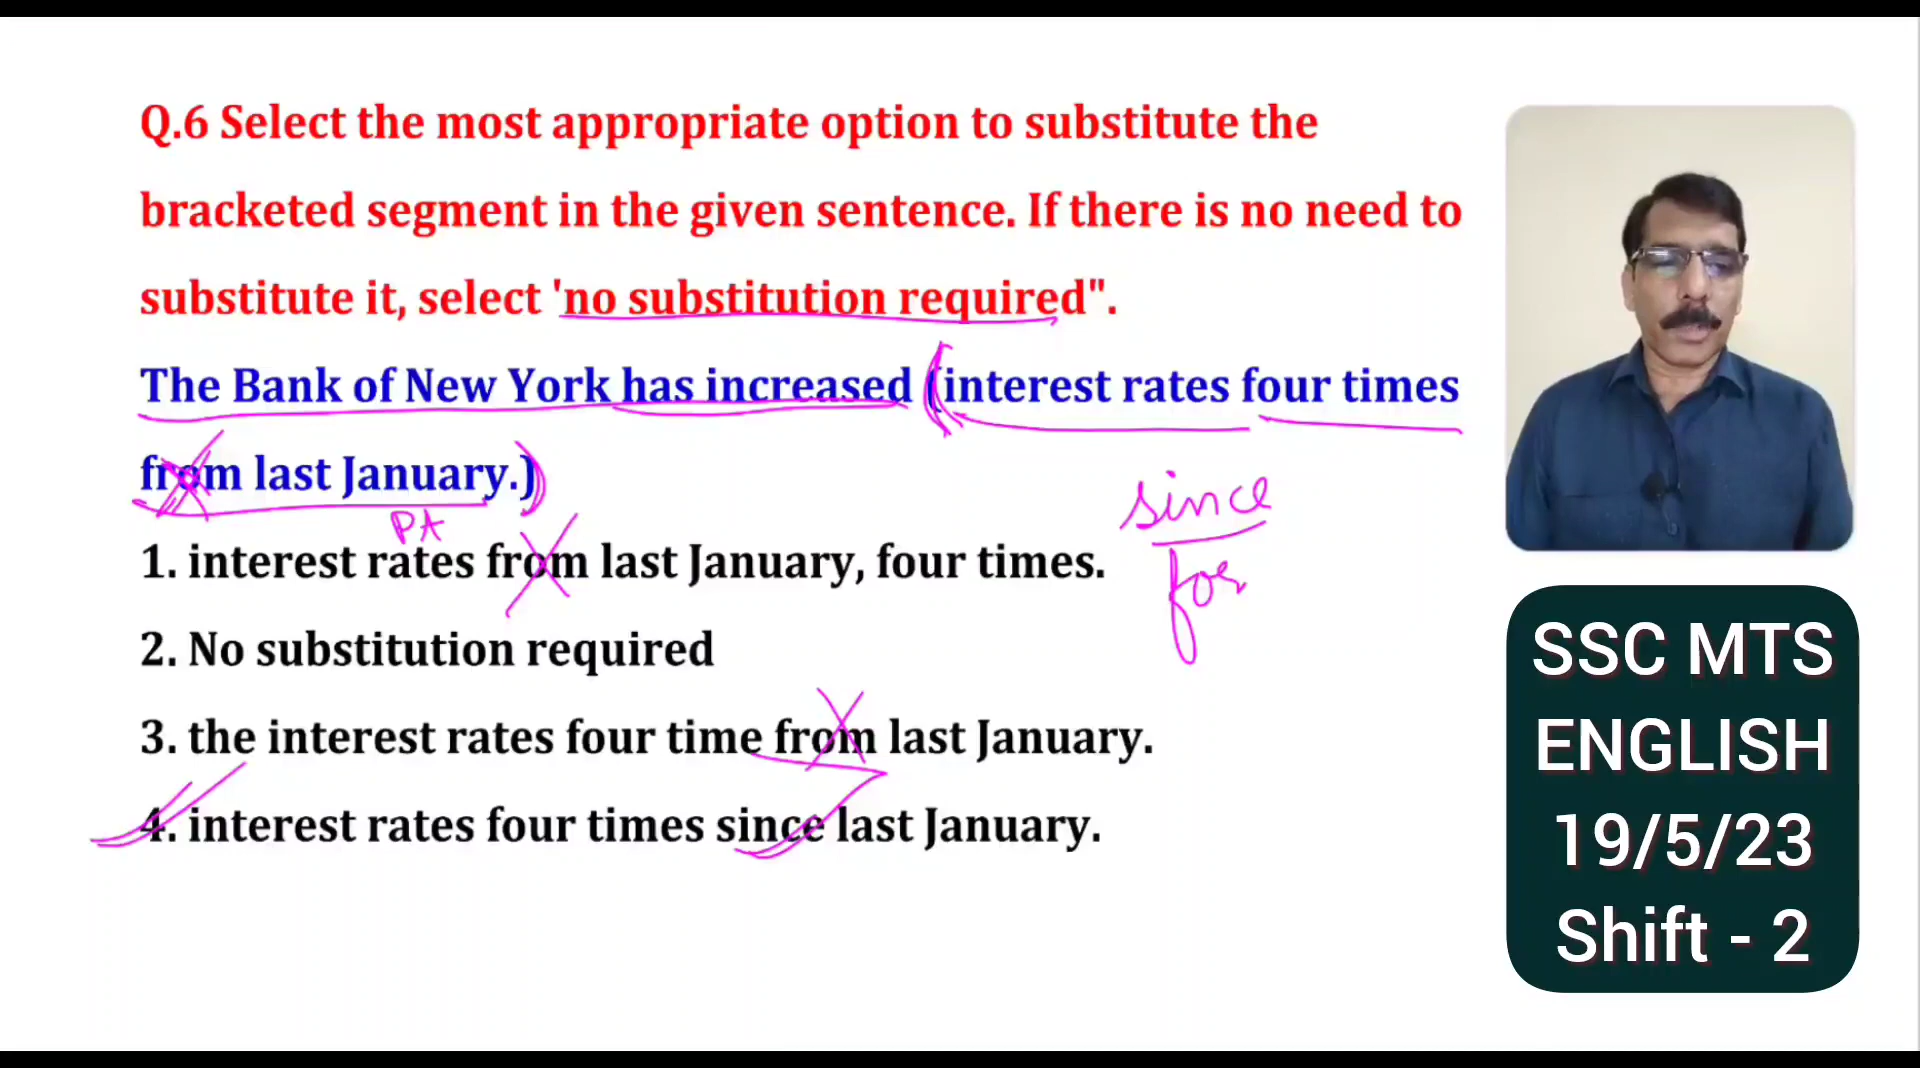 Q.6 Select the most appropriate option to substitute the
bracketed segment in the given sentence. If there is no need to
substitute it, select 'no substitution required".
The Bank of New York has increased (interest rates four times
from last January.)
since
PA
for
1. interest rates from last January, four times.
2. No substitution required
3. the interest rates four time from last January.
4. interest rates four times since last January.
SSC MTS
ENGLISH
19/5/23
Shift - 2